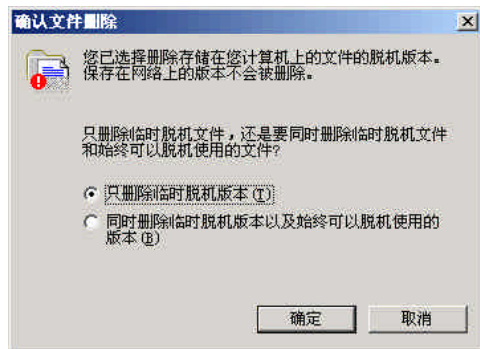 确认文件删除
您已选择删除存储在您计算机上的文件的脱机版本。
保存在网络上的版本不会被删除。
只删除临时脱机文件，还是要同时删除临时脱机文件
和始终可以脱机使用的文件?
只删除临时脱机版本(T)
同时删除临时脱机版本以及始终可以脱机使用的
版本(B)
确定
取消